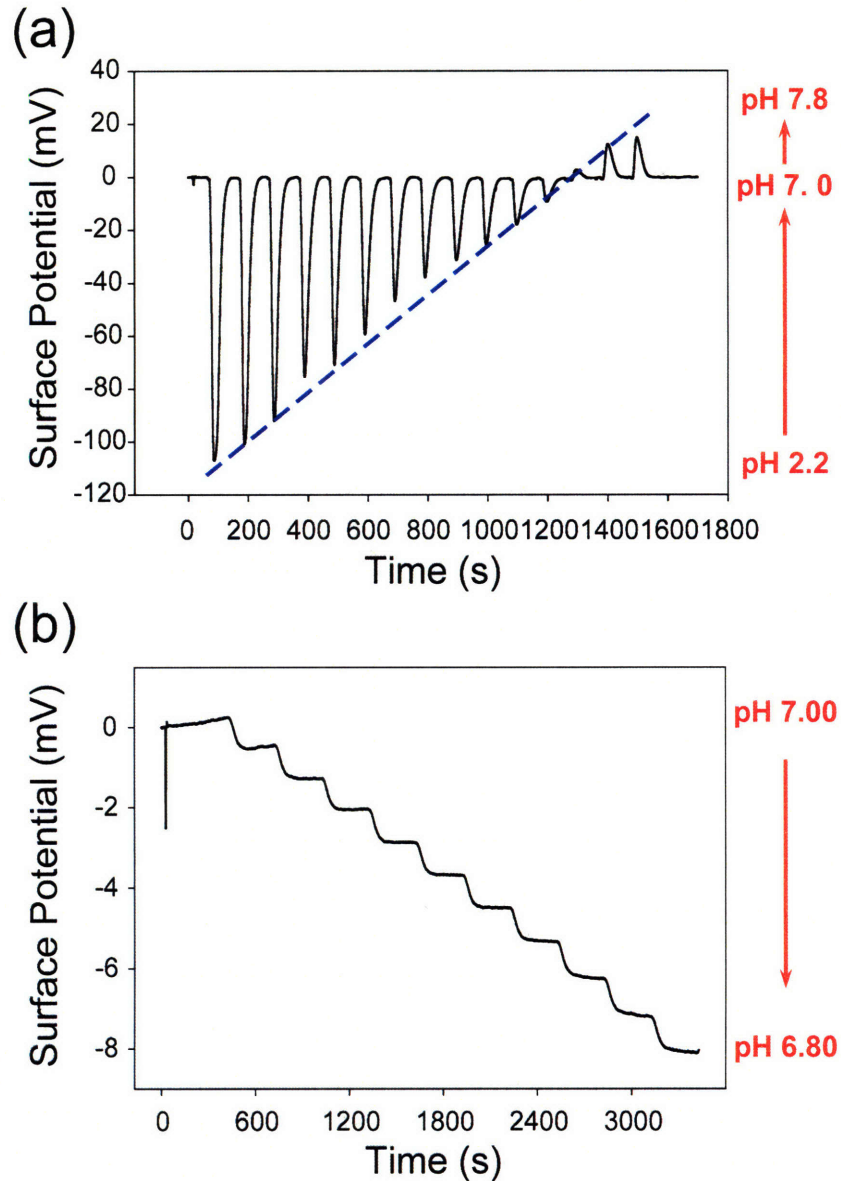 (a)
Surface Potential (mV)
40
20
0
-20
-40
-60
-80
-100
-120
0 200 400 600 800 1000 1200 1400 1600 1800
Time (s)
pH 7.8
pH 7. 0
pH 2.2
(b)
Surface Potential (mV)
0
-2
-4
-6
-8
0 600 1200 1800 2400 3000
Time (s)
pH 7.00
pH 6.80